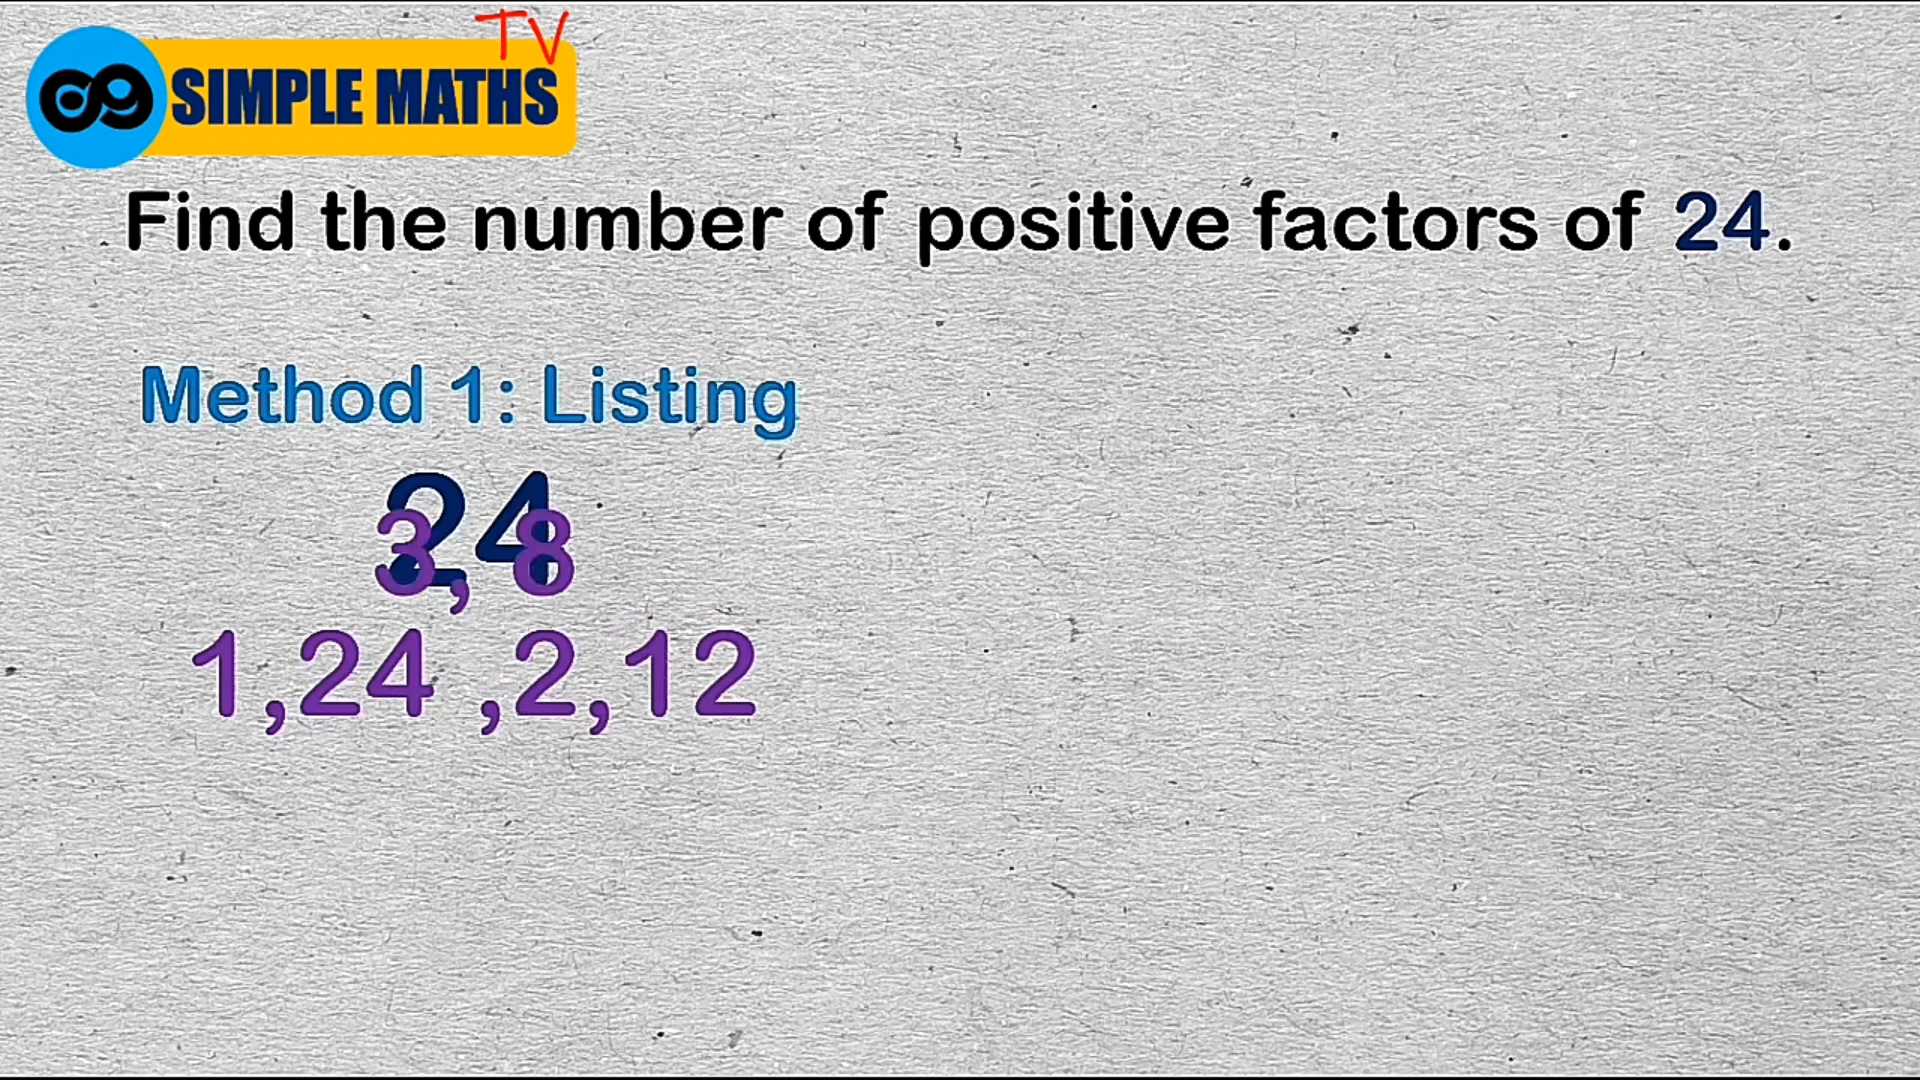 TV
SIMPLE MATHS
Find the number of positive factors of 24.
Method 1: Listing
24
3, 8
1,24 ,2,12